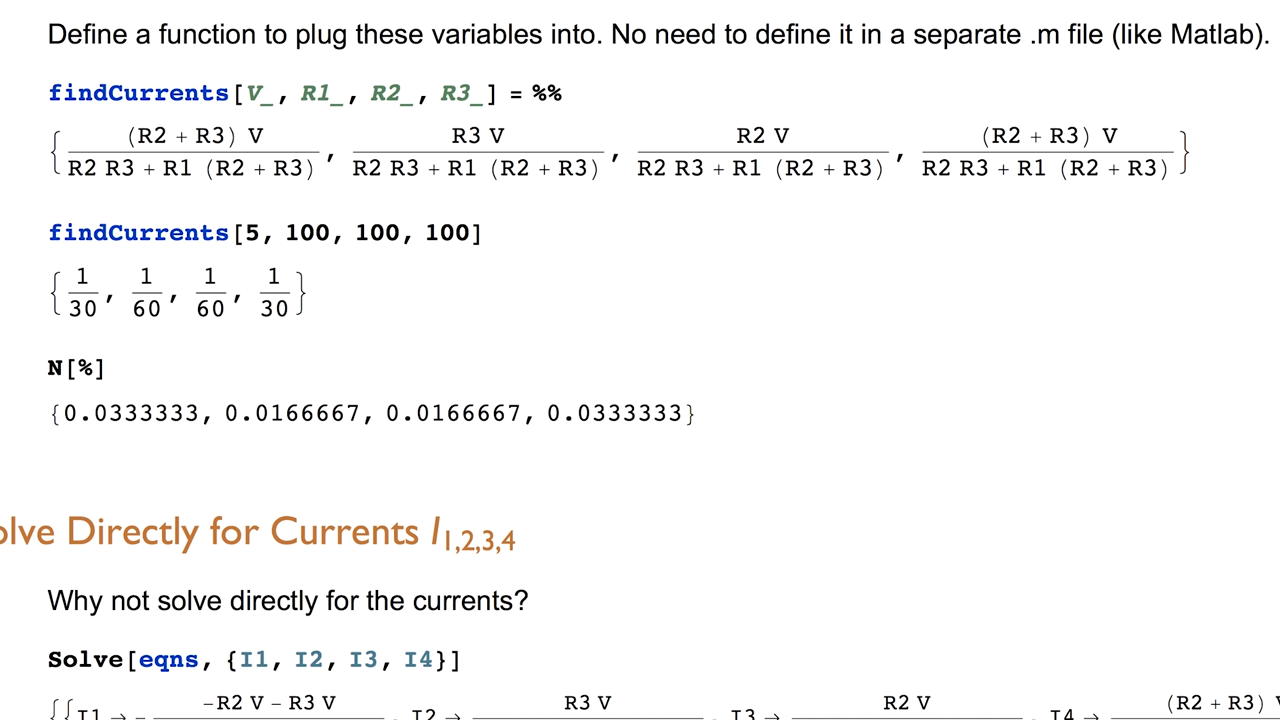 Define a function to plug these variables into. No need to define it in a separate .m file (like Matlab).
findCurrents[V_, R1_, R2_, R3_] = %%
{ (R2 + R3) V / R2 R3 + R1 (R2 + R3) , R3 V / R2 R3 + R1 (R2 + R3) , R2 V / R2 R3 + R1 (R2 + R3) , (R2 + R3) V / R2 R3 + R1 (R2 + R3) }
findCurrents[5, 100, 100, 100]
{ 1/30 , 1/60 , 1/60 , 1/30 }
N[%]
{0.0333333, 0.0166667, 0.0166667, 0.0333333}
olve Directly for Currents I1,2,3,4
Why not solve directly for the currents?
Solve[eqns, {I1, I2, I3, I4}]
{{I1 → - -R2 V - R3 V , I2 → R3 V , I3 → R2 V , I4 → (R2 + R3)